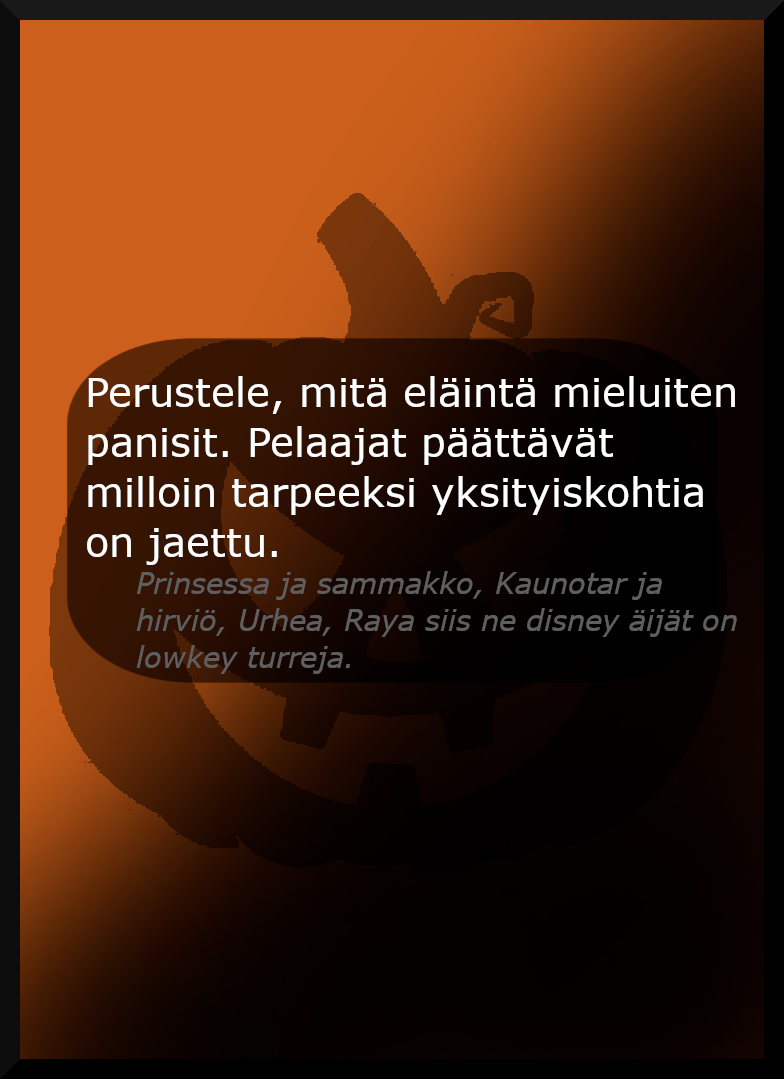 Perustele, mitä eläintä mieluiten
panisit. Pelaajat päättävät
milloin tarpeeksi yksityiskohtia
on jaettu.
Prinsessa ja sammakko, Kaunotar ja
hirviö, Urhea, Raya siis ne disney äijät on
lowkey turreja.